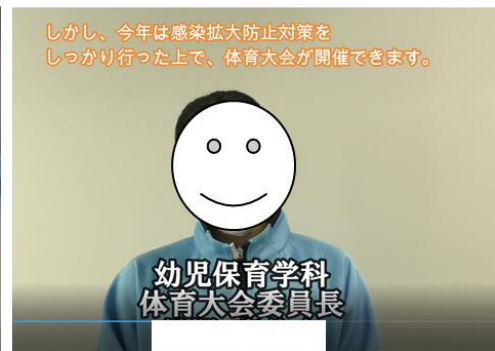 しかし、今年は感染拡大防止対策を
しっかり行った上で、体育大会が開催できます。
幼児保育学科
体育大会委員長